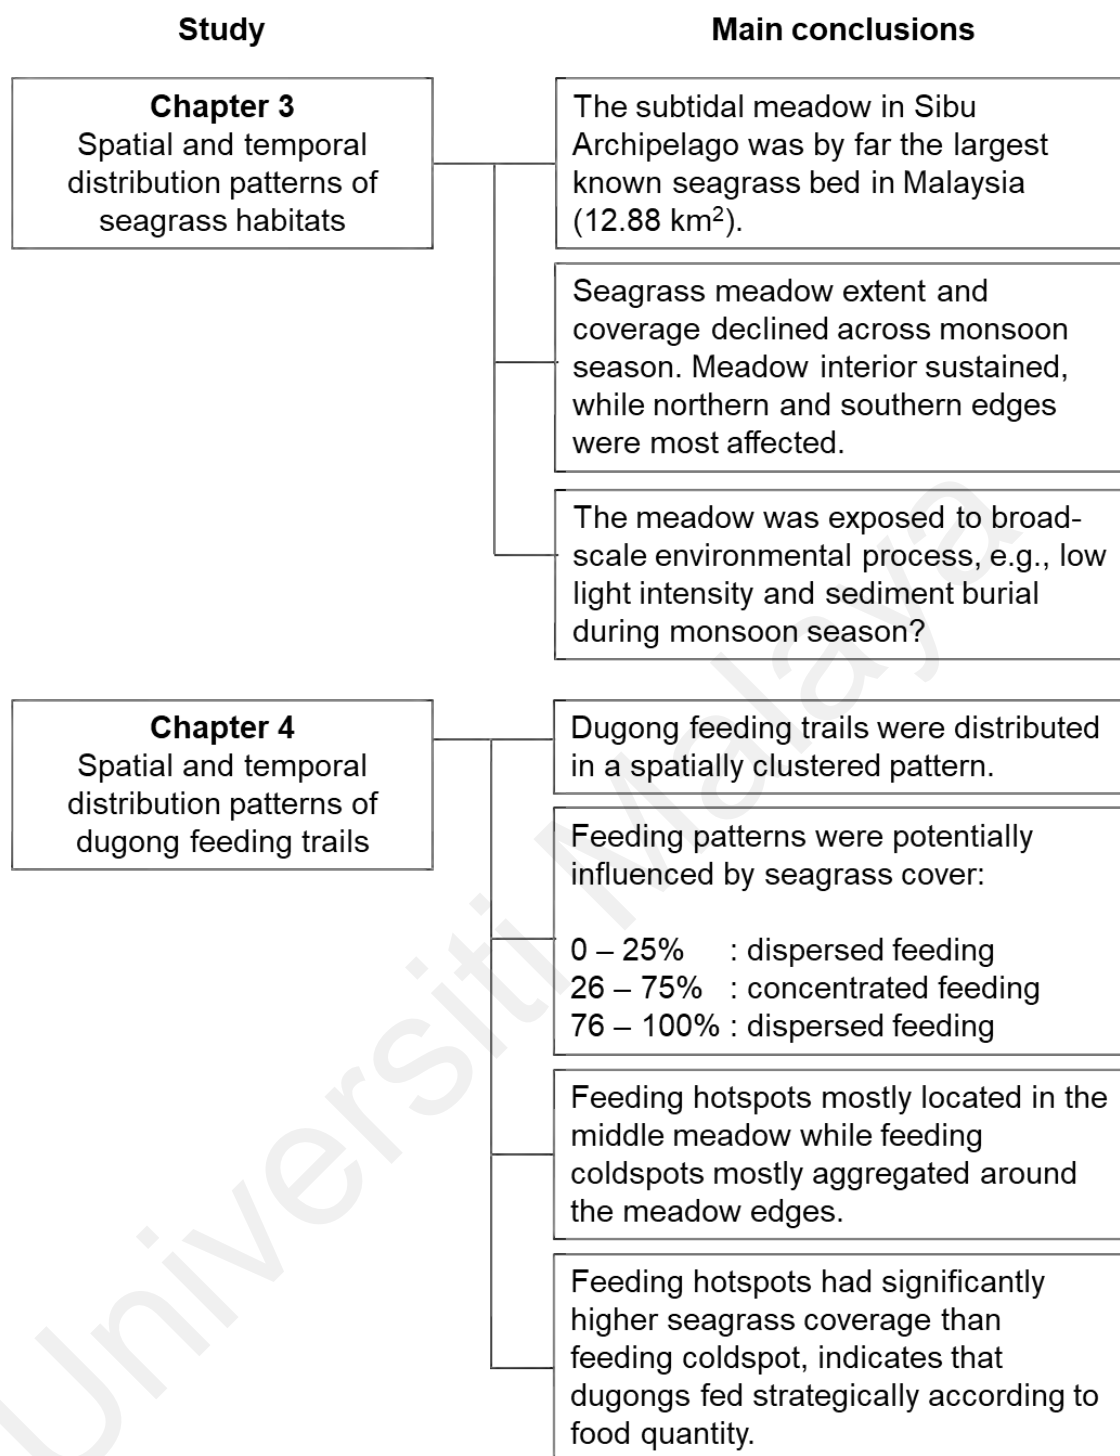 Study
Main conclusions
Chapter 3
Spatial and temporal
distribution patterns of
seagrass habitats
The subtidal meadow in Sibu
Archipelago was by far the largest
known seagrass bed in Malaysia
(12.88 km²).
Seagrass meadow extent and
coverage declined across monsoon
season. Meadow interior sustained,
while northern and southern edges
were most affected.
The meadow was exposed to broad-
scale environmental process, e.g., low
light intensity and sediment burial
during monsoon season?
Chapter 4
Spatial and temporal
distribution patterns of
dugong feeding trails
Dugong feeding trails were distributed
in a spatially clustered pattern.
Feeding patterns were potentially
influenced by seagrass cover:
0 – 25% : dispersed feeding
26 – 75% : concentrated feeding
76 – 100% : dispersed feeding
Feeding hotspots mostly located in the
middle meadow while feeding
coldspots mostly aggregated around
the meadow edges.
Feeding hotspots had significantly
higher seagrass coverage than
feeding coldspot, indicates that
dugongs fed strategically according to
food quantity.
Universiti Malaya